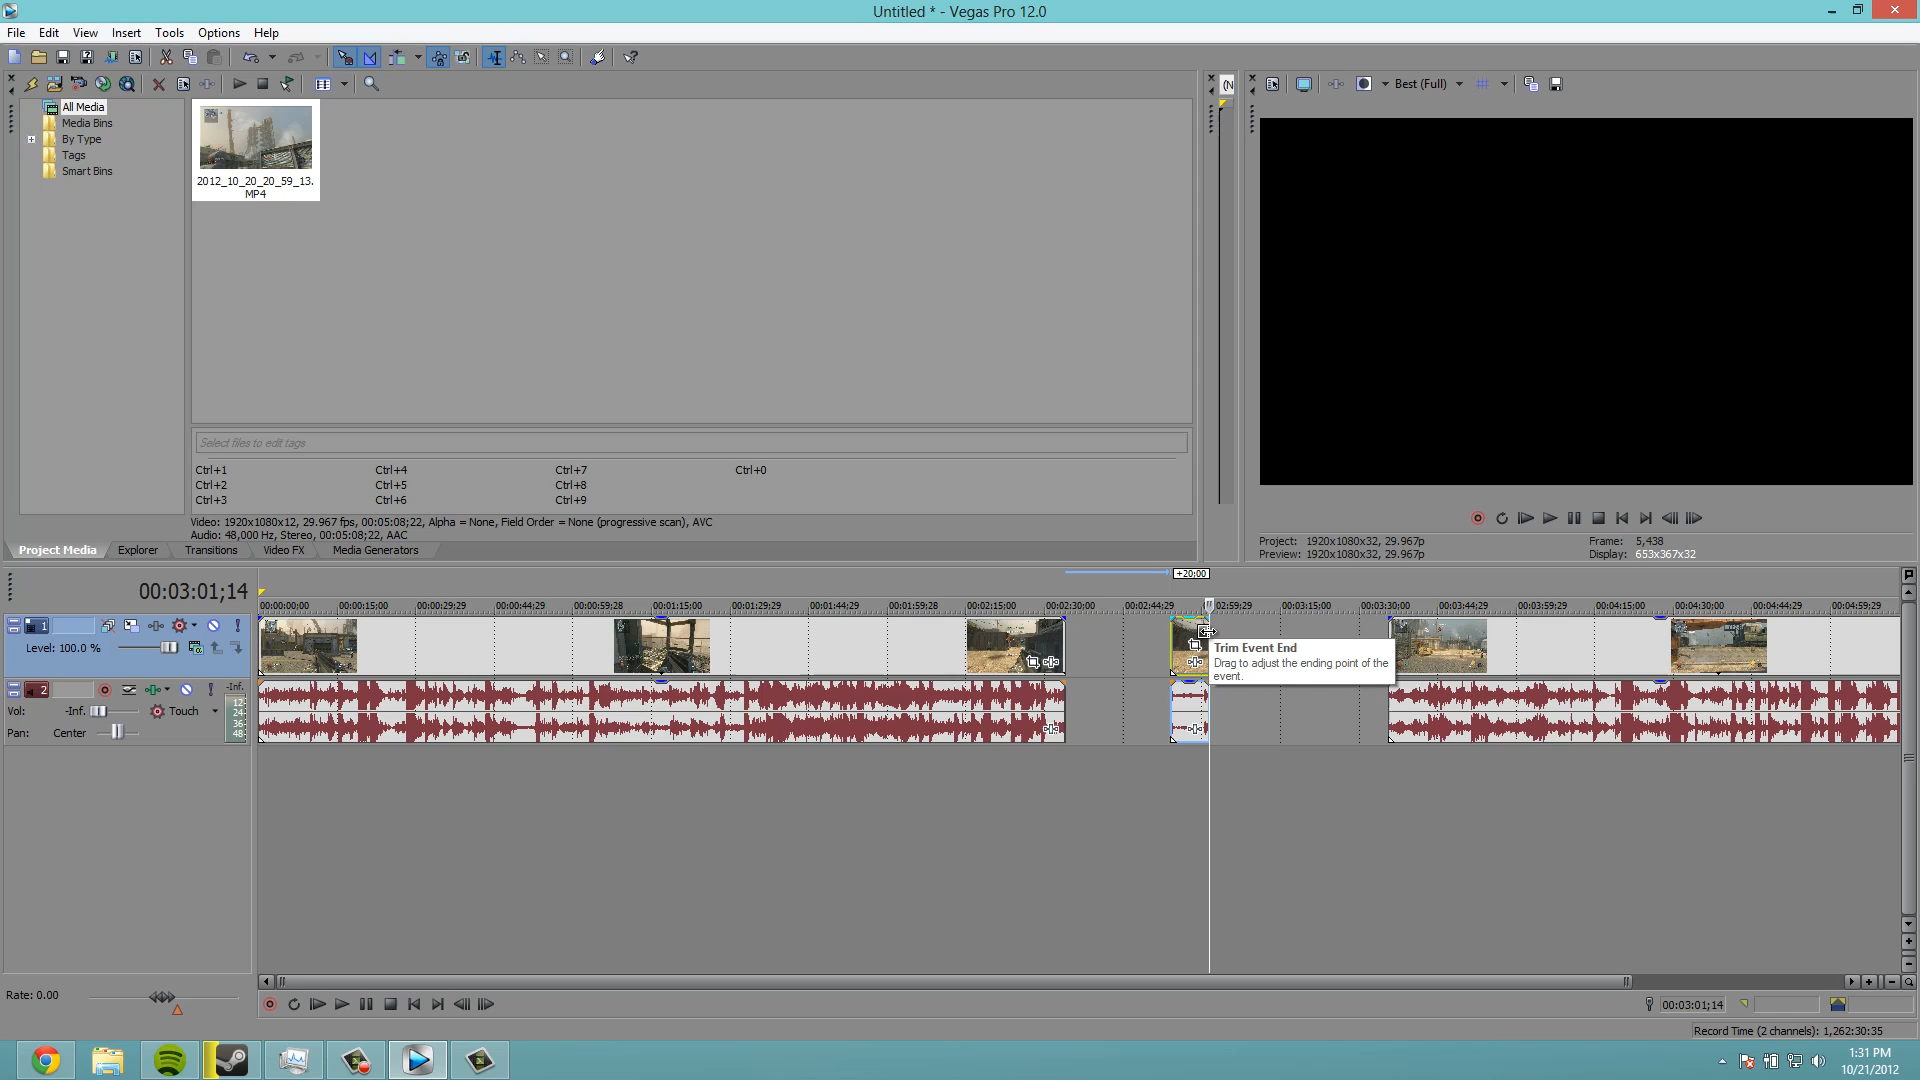 Untitled * - Vegas Pro 12.0
File Edit View Insert Tools Options Help
Best (Full)
All Media
Media Bins
By Type
Tags
Smart Bins
2012_10_20_20_59_13.
MP4
(N
Select files to edit tags
Ctrl+1 Ctrl+4 Ctrl+7 Ctrl+0
Ctrl+2 Ctrl+5 Ctrl+8
Ctrl+3 Ctrl+6 Ctrl+9
Video: 1920x1080x12, 29.967 fps, 00:05:08;22, Alpha = None, Field Order = None (progressive scan), AVC
Audio: 48,000 Hz, Stereo, 00:05:08;22, AAC
Project Media Explorer Transitions Video FX Media Generators
Project: 1920x1080x32, 29.967p Frame: 5,438
Preview: 1920x1080x32, 29.967p Display: 653x367x32
00:03:01;14
+20:00
00:00:00;00 00:00:15;00 00:00:29;29 00:00:44;29 00:00:59;28 00:01:15;00 00:01:29;29 00:01:44;29 00:01:59;28 00:02:15;00 00:02:30;00 00:02:44;29 02:59;29 00:03:15;00 00:03:30;00 00:03:44;29 00:03:59;29 00:04:15;00 00:04:30;00 00:04:44;29 00:04:59;29
1
Level: 100.0 %
Trim Event End
Drag to adjust the ending point of the
event.
2
-Inf.
Vol: -Inf. Touch
12
24
36
48
Pan: Center
Rate: 0.00
00:03:01;14
Record Time (2 channels): 1,262:30:35
1:31 PM
10/21/2012